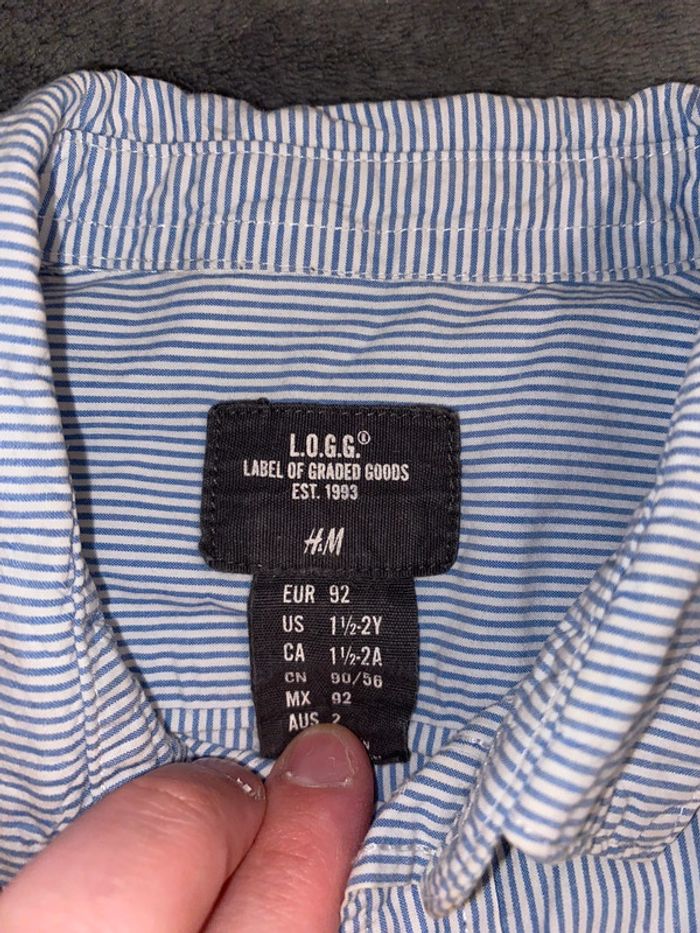 L.O.G.G.®
LABEL OF GRADED GOODS
EST. 1993
H&M
EUR 92
US 1½-2Y
CA 1½-2A
CN 90/56
MX 92
AUS 2